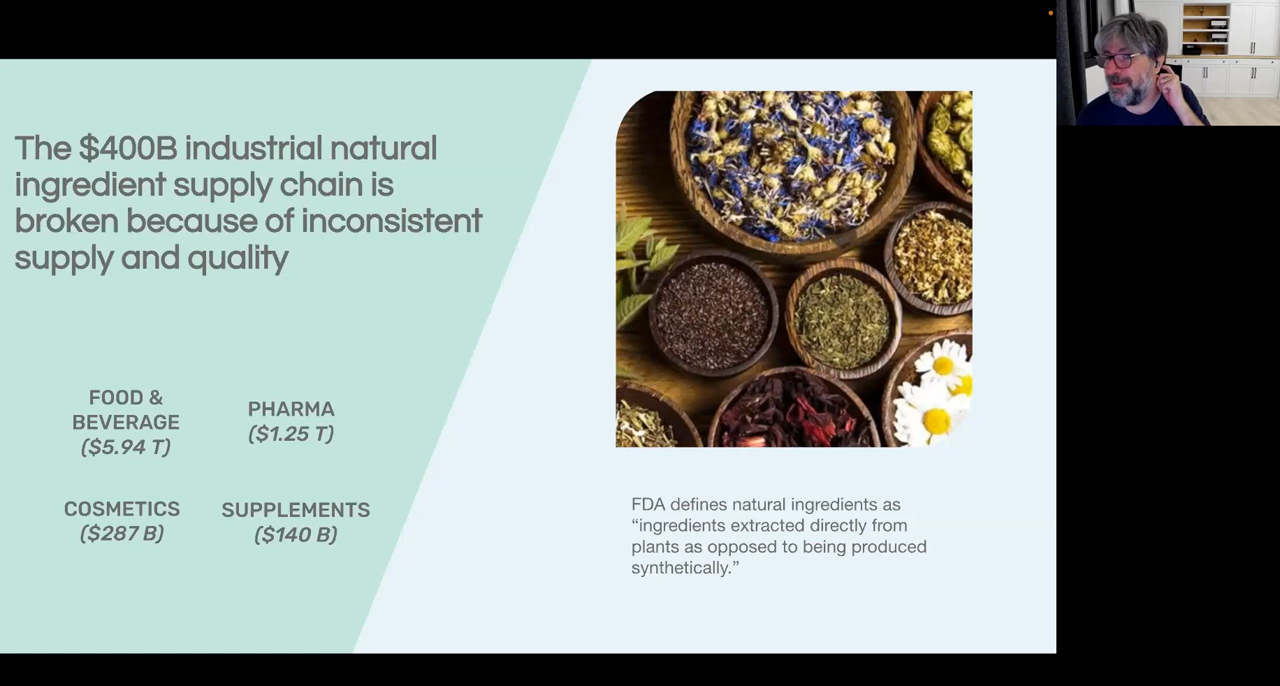 The $400B industrial natural
ingredient supply chain is
broken because of inconsistent
supply and quality
FOOD &
BEVERAGE
($5.94 T)
PHARMA
($1.25 T)
COSMETICS
($287 B)
SUPPLEMENTS
($140 B)
FDA defines natural ingredients as
“ingredients extracted directly from
plants as opposed to being produced
synthetically.”